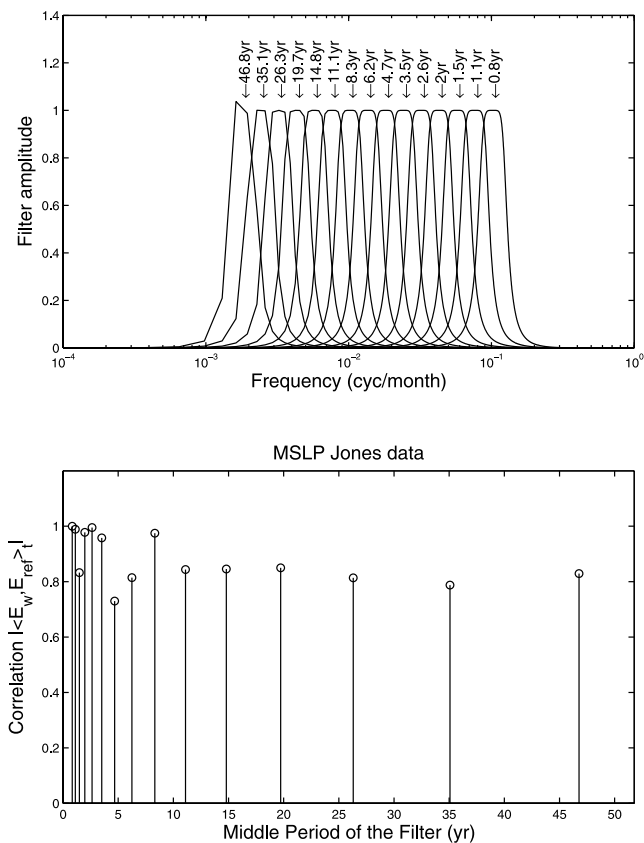 1.4
1.2
1
0.8
0.6
0.4
0.2
0
Filter amplitude
←46.8yr
←35.1yr
←26.3yr
←19.7yr
←14.8yr
←11.1yr
←8.3yr
←6.2yr
←4.7yr
←3.5yr
←2.6yr
←2yr
←1.5yr
←1.1yr
←0.8yr
10⁻⁴ 10⁻³ 10⁻² 10⁻¹ 10⁰
Frequency (cyc/month)
MSLP Jones data
1
0.8
0.6
0.4
0.2
0
Correlation |<E_w,E_ref>_t|
0 5 10 15 20 25 30 35 40 45 50
Middle Period of the Filter (yr)